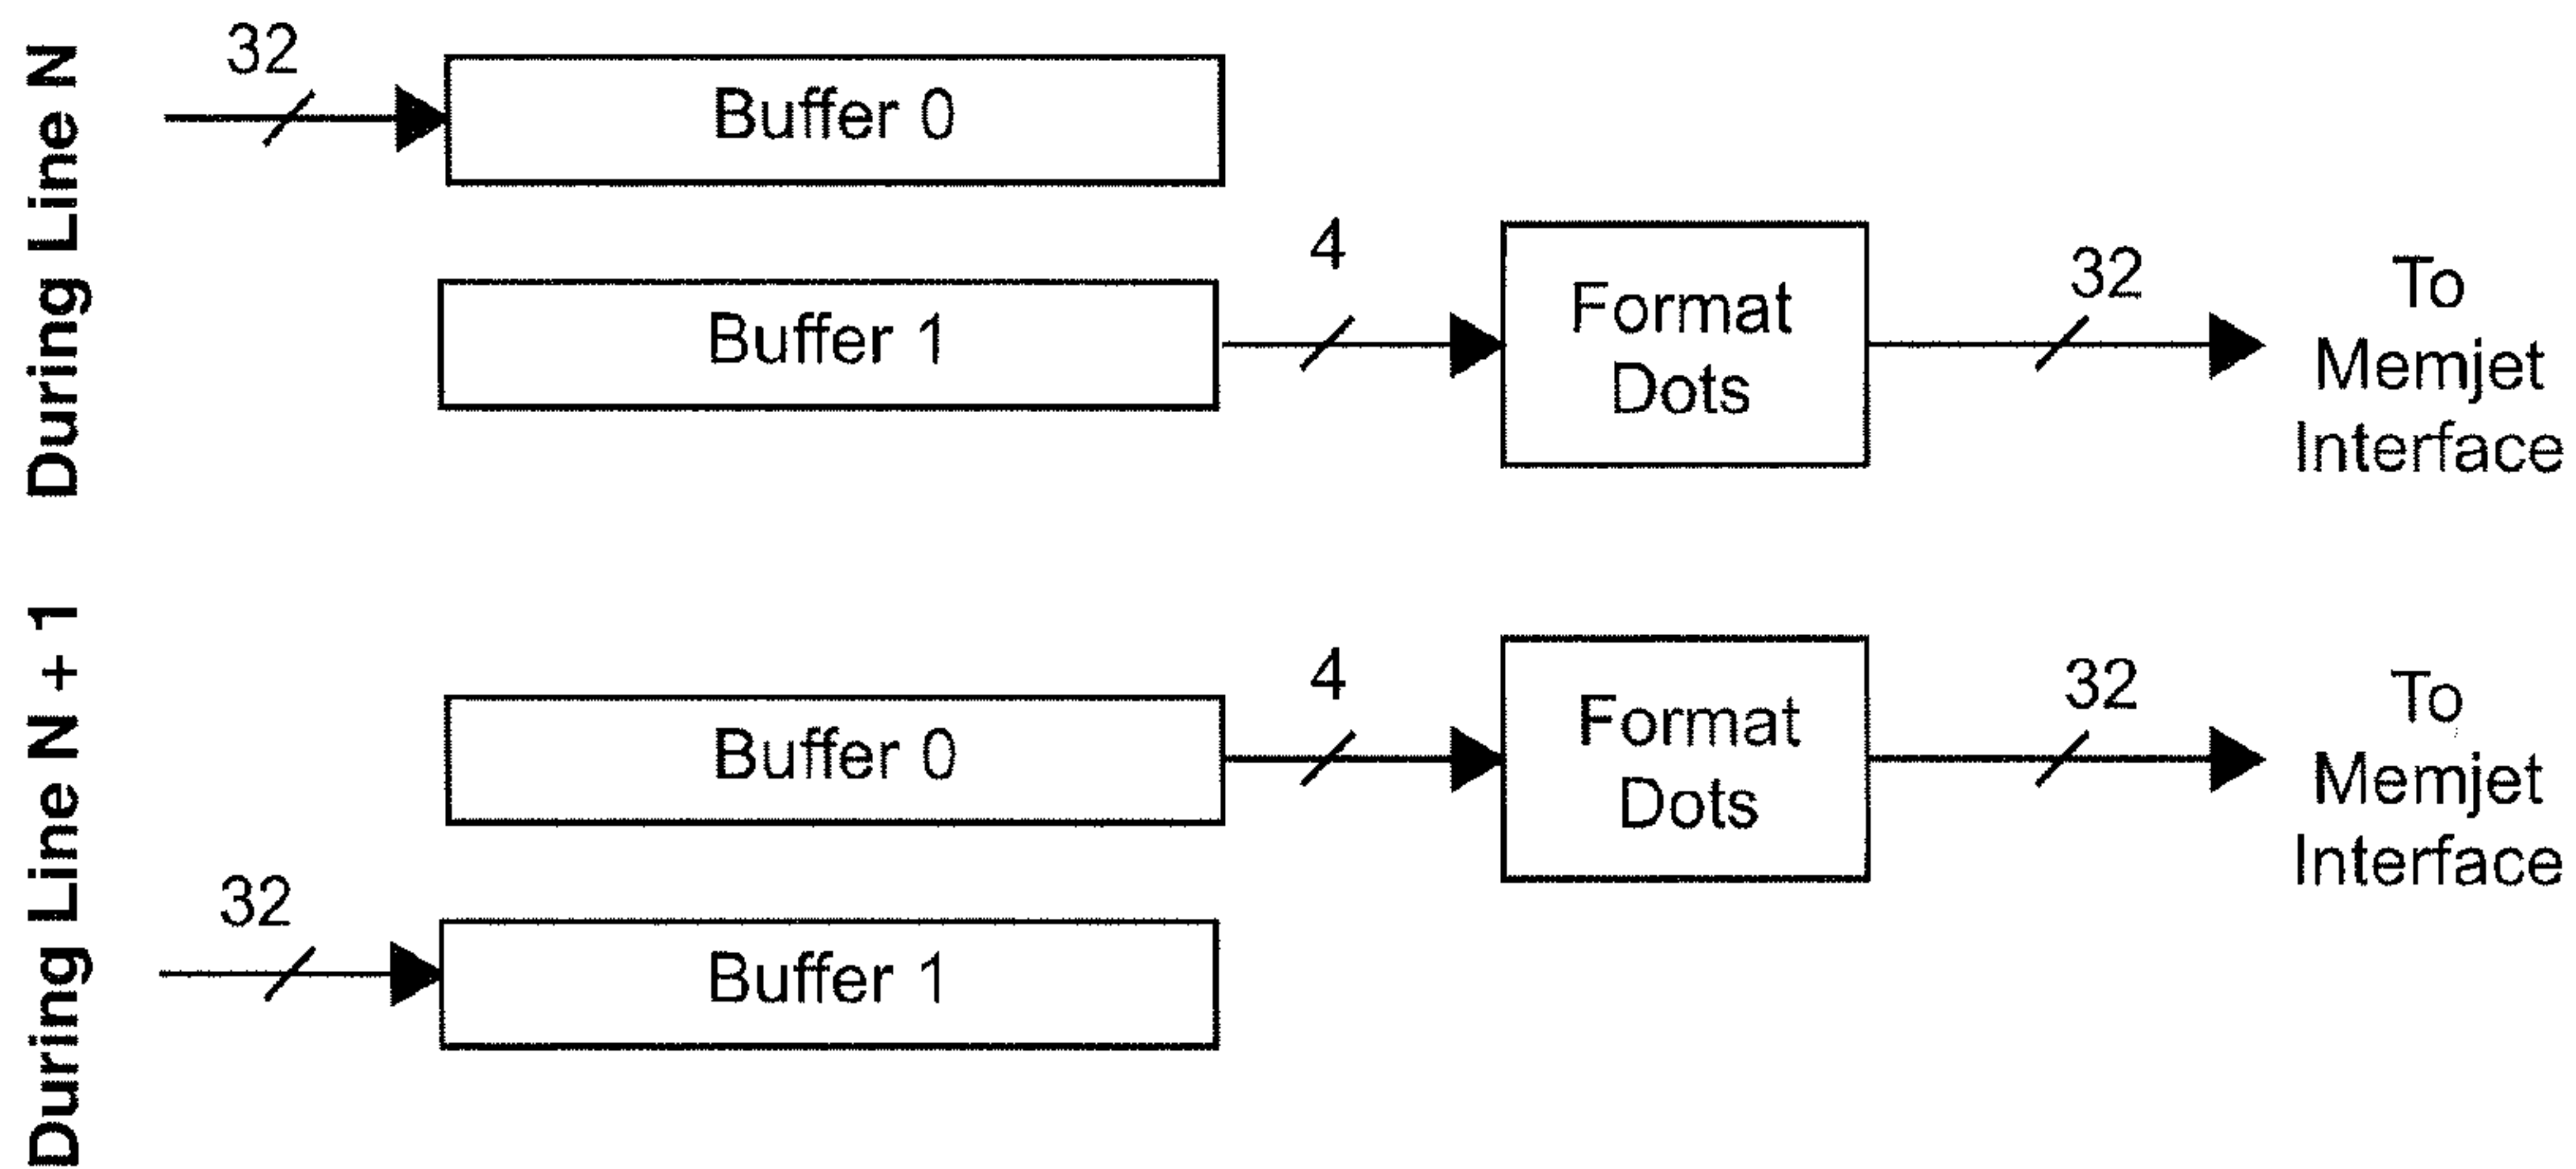 During Line N
32
Buffer 0
Buffer 1
4
Format
Dots
32
To
Memjet
Interface
During Line N + 1
Buffer 0
4
Format
Dots
32
To
Memjet
Interface
32
Buffer 1